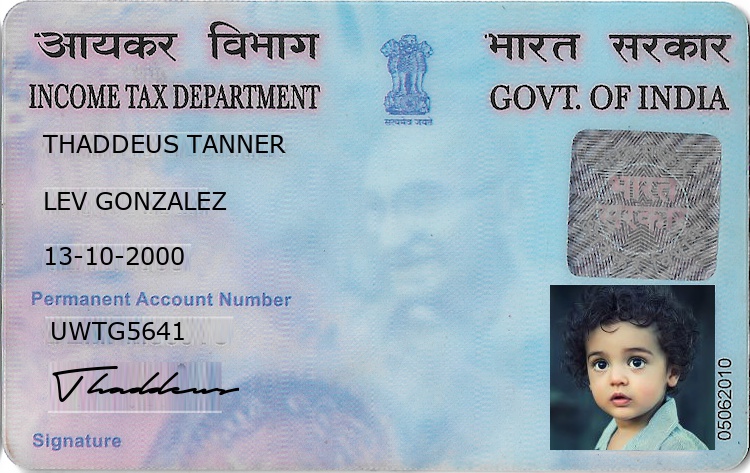 आयकर विभाग
भारत सरकार
INCOME TAX DEPARTMENT
GOVT. OF INDIA
सत्यमेव जयते
THADDEUS TANNER
भारत
सरकार
LEV GONZALEZ
13-10-2000
Permanent Account Number
UWTG5641
Thaddeus
05062010
Signature